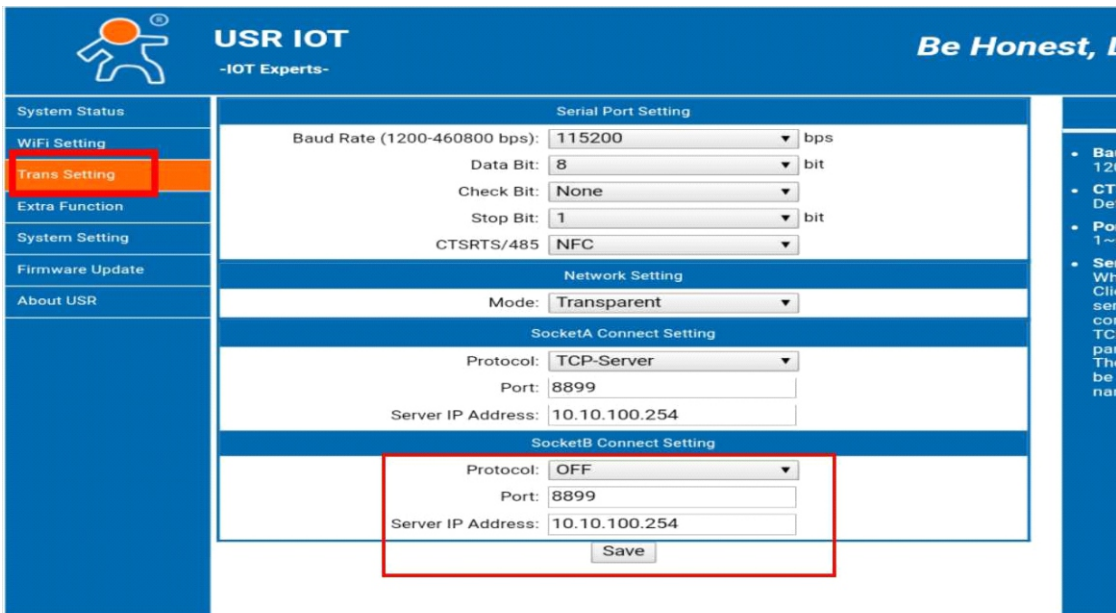 ®
USR IOT
-IOT Experts-
Be Honest,
System Status
WiFi Setting
Trans Setting
Extra Function
System Setting
Firmware Update
About USR
Serial Port Setting
Baud Rate (1200-460800 bps): 115200 bps
Data Bit: 8 bit
Check Bit: None
Stop Bit: 1 bit
CTSRTS/485 NFC
Network Setting
Mode: Transparent
SocketA Connect Setting
Protocol: TCP-Server
Port: 8899
Server IP Address: 10.10.100.254
SocketB Connect Setting
Protocol: OFF
Port: 8899
Server IP Address: 10.10.100.254
Save